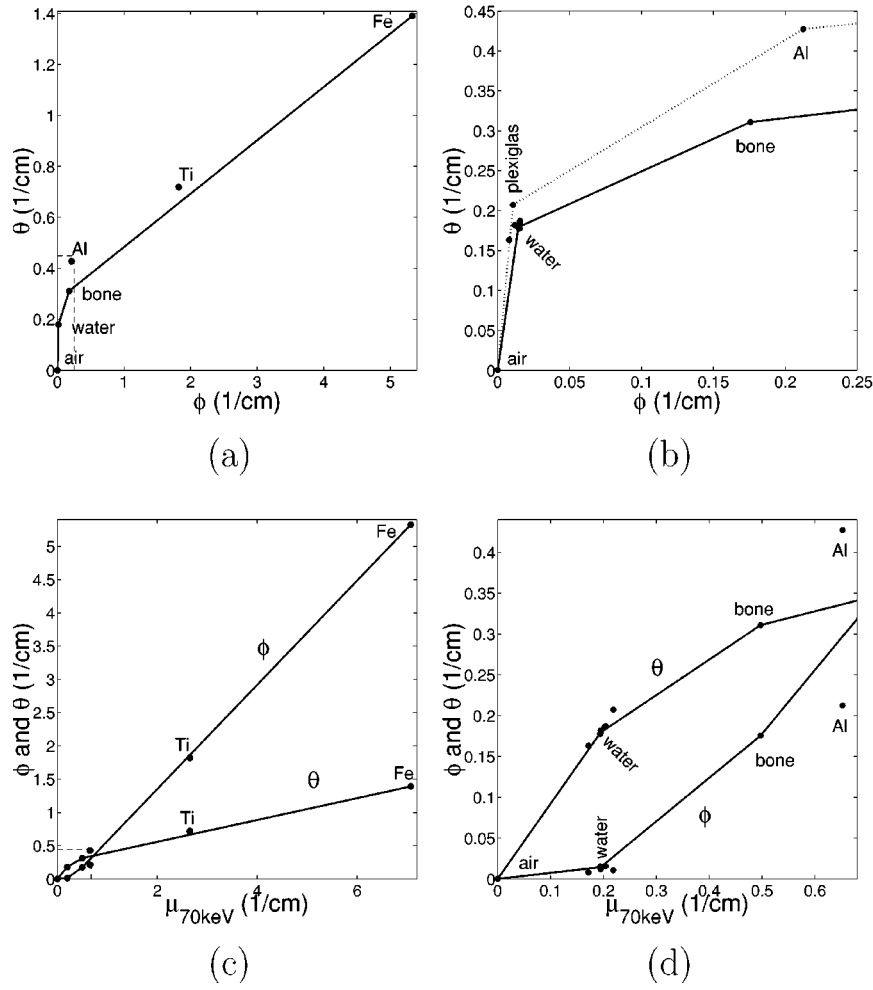 1.4
1.2
1
0.8
0.6
0.4
0.2
0
θ (1/cm)
Fe
Ti
Al
bone
water
air
0 1 2 3 4 5
ϕ (1/cm)
(a)
0.45
0.4
0.35
0.3
0.25
0.2
0.15
0.1
0.05
0
θ (1/cm)
Al
plexiglas
bone
water
air
0 0.05 0.1 0.15 0.2 0.25
ϕ (1/cm)
(b)
5
4.5
4
3.5
3
2.5
2
1.5
1
0.5
0
ϕ and θ (1/cm)
Fe
ϕ
Ti
θ
Fe
Ti
0 2 4 6
μ70keV (1/cm)
(c)
0.4
0.35
0.3
0.25
0.2
0.15
0.1
0.05
0
ϕ and θ (1/cm)
Al
bone
θ
water
Al
bone
water
ϕ
air
0 0.1 0.2 0.3 0.4 0.5 0.6
μ70keV (1/cm)
(d)